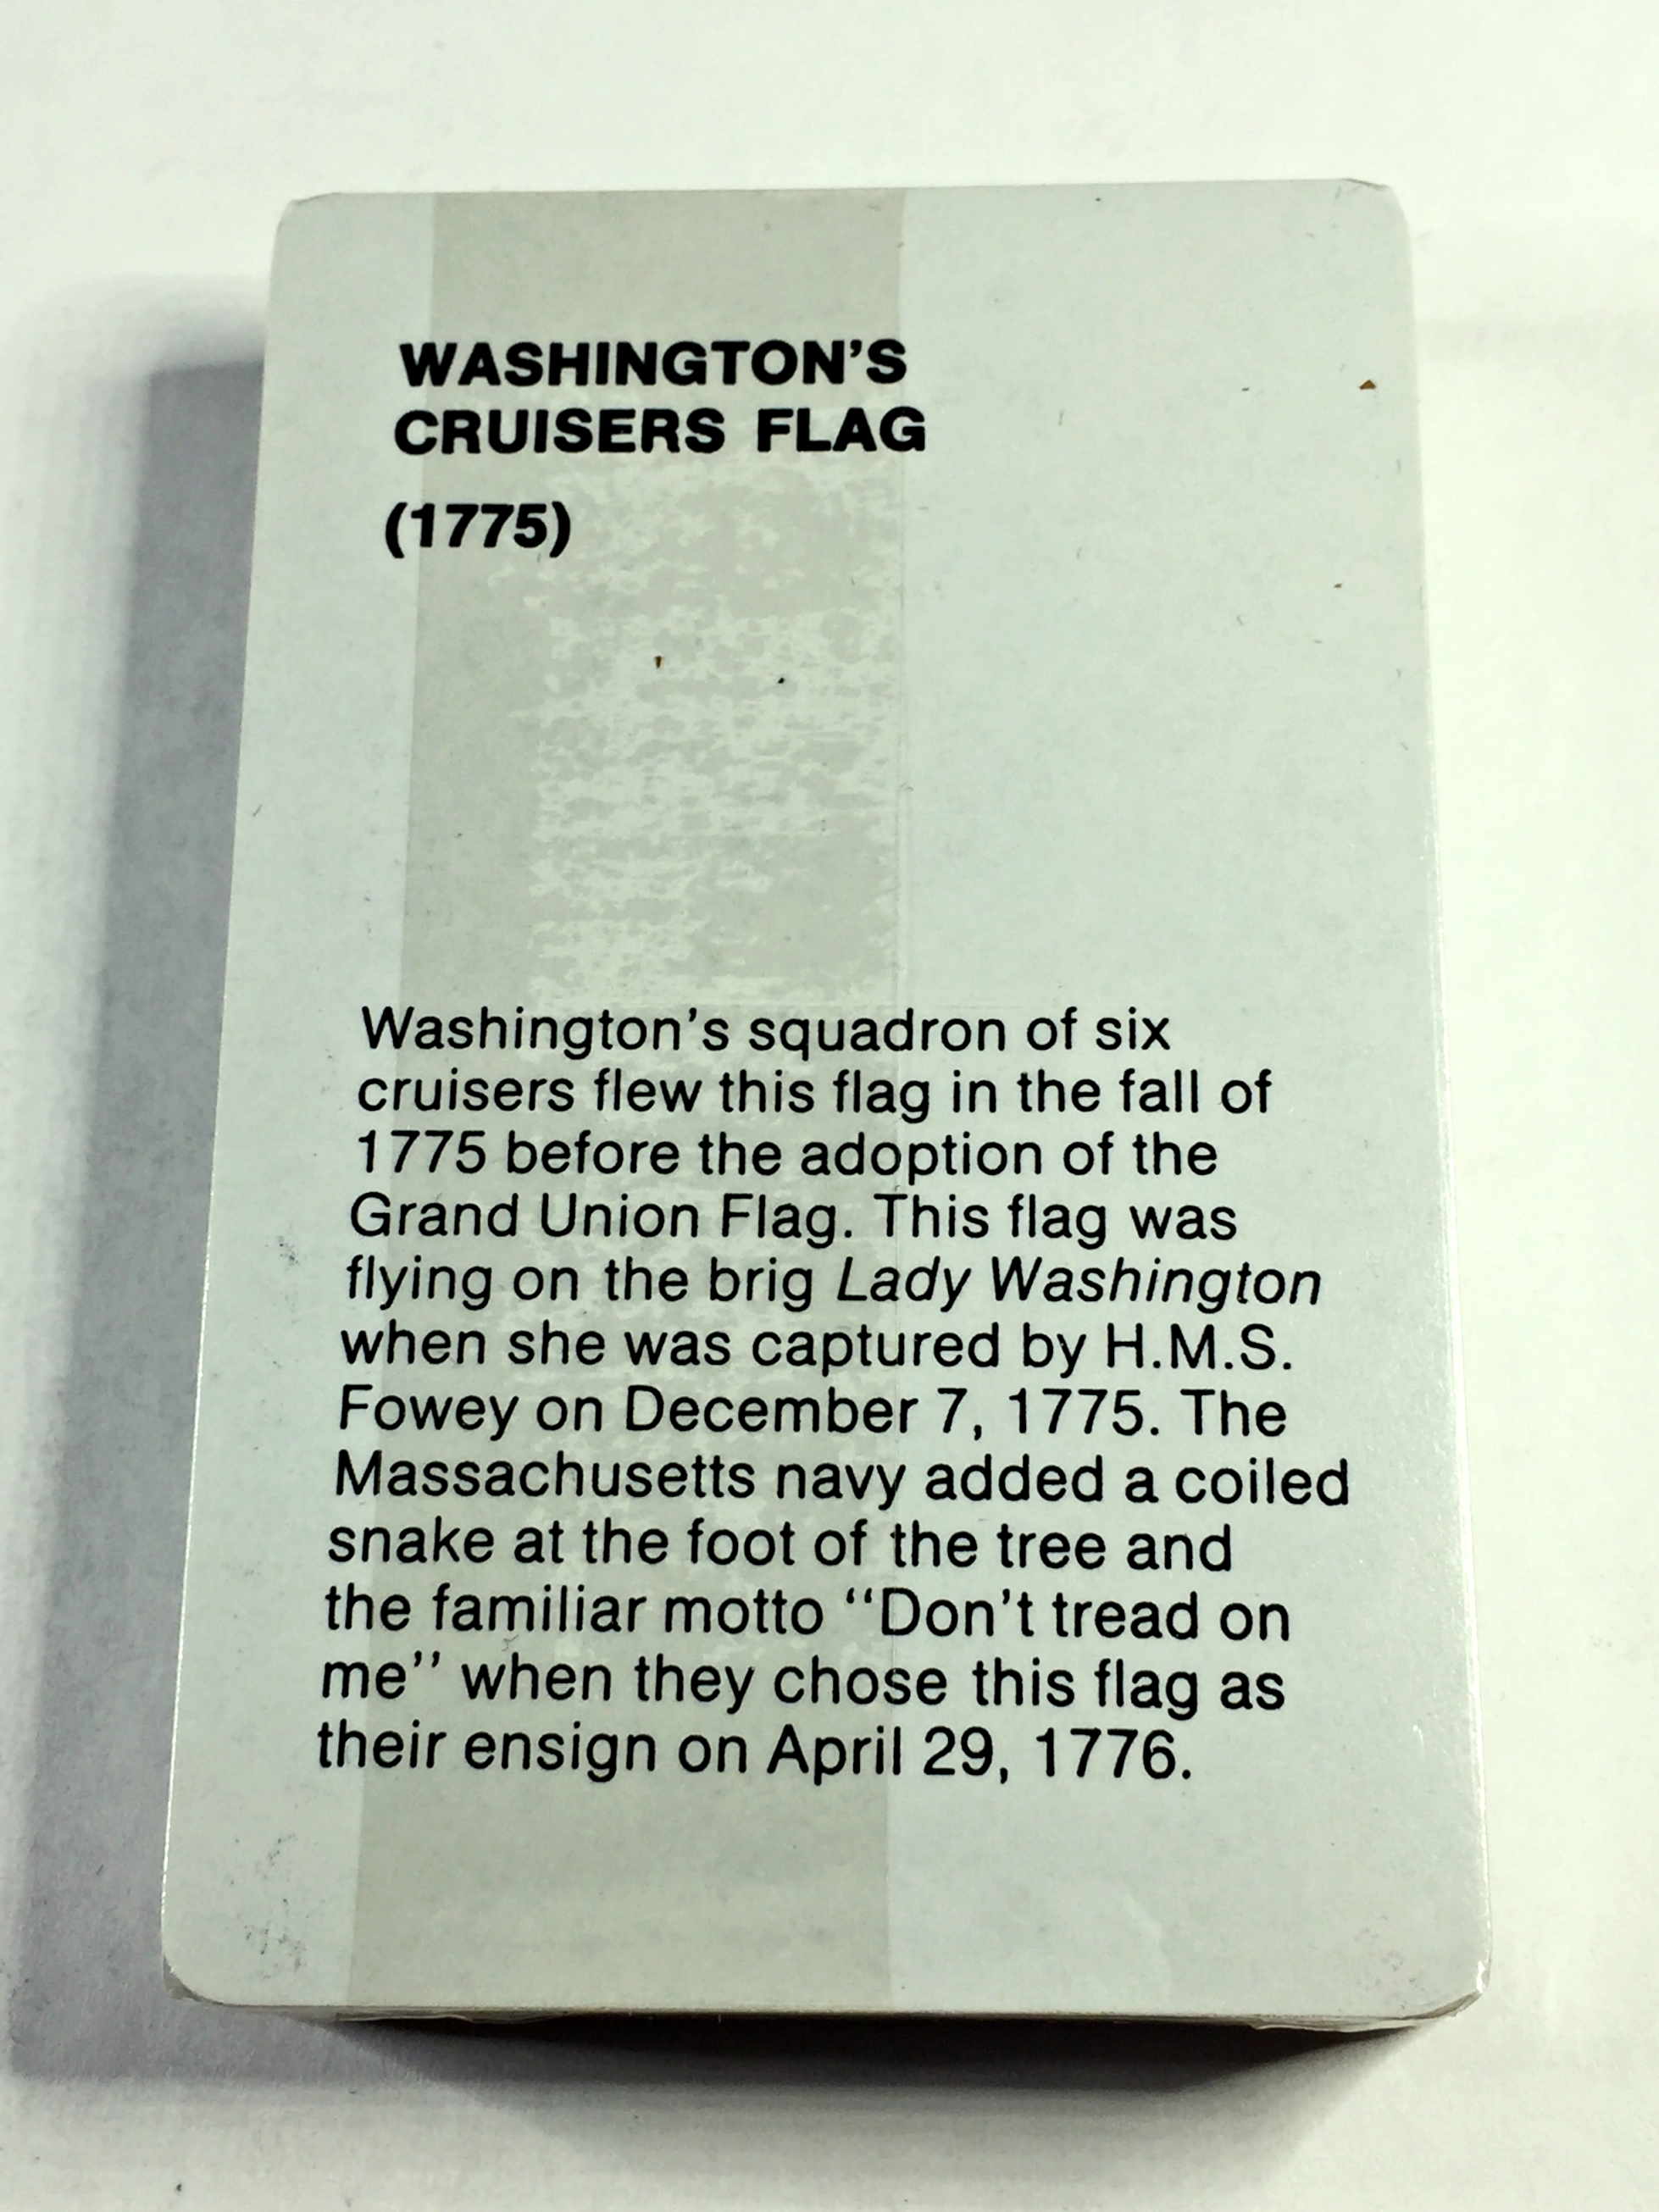 WASHINGTON'S
CRUISERS FLAG
(1775)
Washington's squadron of six
cruisers flew this flag in the fall of
1775 before the adoption of the
Grand Union Flag. This flag was
flying on the brig Lady Washington
when she was captured by H.M.S.
Fowey on December 7, 1775. The
Massachusetts navy added a coiled
snake at the foot of the tree and
the familiar motto ‘‘Don't tread on
me’’ when they chose this flag as
their ensign on April 29, 1776.